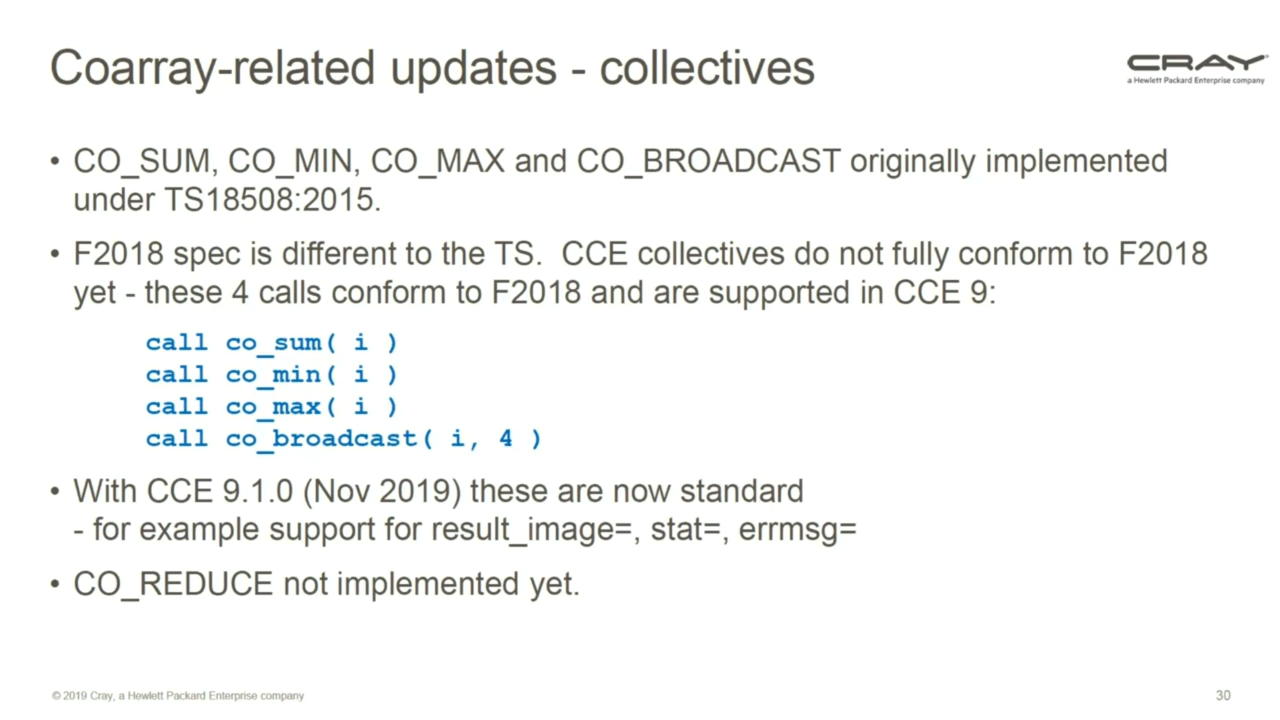 Coarray-related updates - collectives
CRAY
a Hewlett Packard Enterprise company
• CO_SUM, CO_MIN, CO_MAX and CO_BROADCAST originally implemented
under TS18508:2015.
• F2018 spec is different to the TS.  CCE collectives do not fully conform to F2018
yet - these 4 calls conform to F2018 and are supported in CCE 9:
call co_sum( i )
call co_min( i )
call co_max( i )
call co_broadcast( i, 4 )
• With CCE 9.1.0 (Nov 2019) these are now standard
- for example support for result_image=, stat=, errmsg=
• CO_REDUCE not implemented yet.
© 2019 Cray, a Hewlett Packard Enterprise company
30